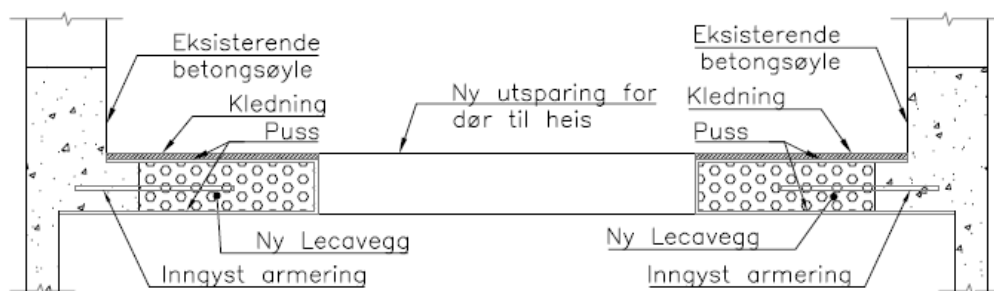 Eksisterende
betongsøyle
Kledning
Puss
Ny utsparing for
dør til heis
Eksisterende
betongsøyle
Kledning
Puss
Ny Lecavegg
Inngyst armering
Ny Lecavegg
Inngyst armering